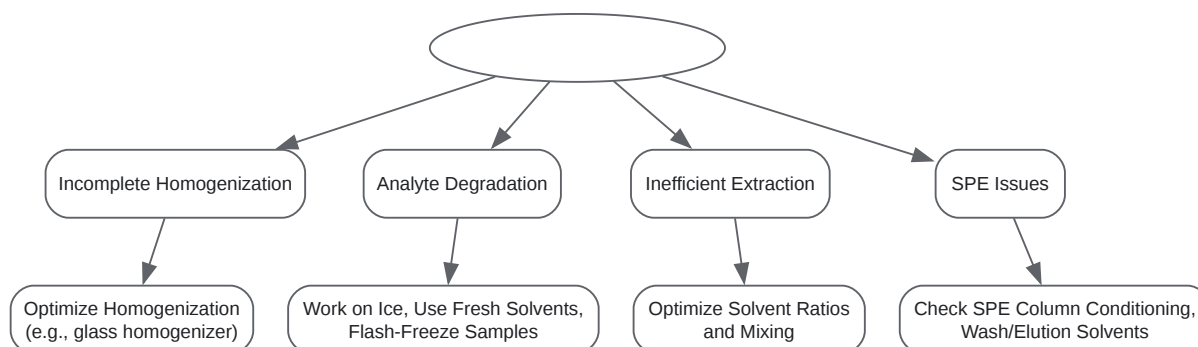 Incomplete Homogenization
Analyte Degradation
Inefficient Extraction
SPE Issues
Optimize Homogenization
(e.g., glass homogenizer)
Work on Ice, Use Fresh Solvents,
Flash-Freeze Samples
Optimize Solvent Ratios
and Mixing
Check SPE Column Conditioning,
Wash/Elution Solvents